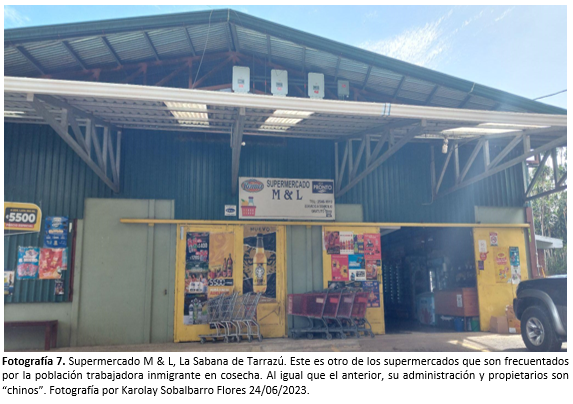 ¢5500
SUPERMERCADO
M & L
PRONTO
5500
Fotografía 7. Supermercado M & L, La Sabana de Tarrazú. Este es otro de los supermercados que son frecuentados
por la población trabajadora inmigrante en cosecha. Al igual que el anterior, su administración y propietarios son
“chinos”. Fotografía por Karolay Sobalbarro Flores 24/06/2023.